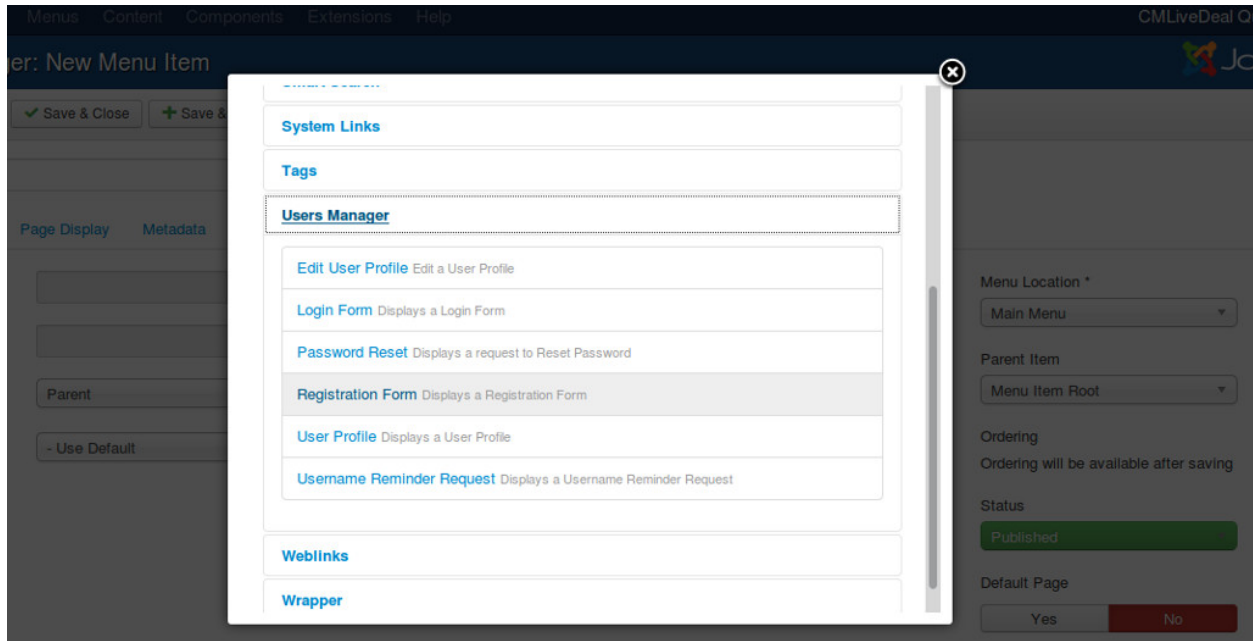 Menus Content Components Extensions Help CMLiveDeal
New Menu Item
Save & Close Save &
System Links
Tags
Users Manager
Page Display Metadata
Edit User Profile Edit a User Profile
Login Form Displays a Login Form
Password Reset Displays a request to Reset Password
Registration Form Displays a Registration Form
User Profile Displays a User Profile
Username Reminder Request Displays a Username Reminder Request
Weblinks
Wrapper
Parent
- Use Default
Menu Location *
Main Menu
Parent Item
Menu Item Root
Ordering
Ordering will be available after saving
Status
Published
Default Page
Yes No